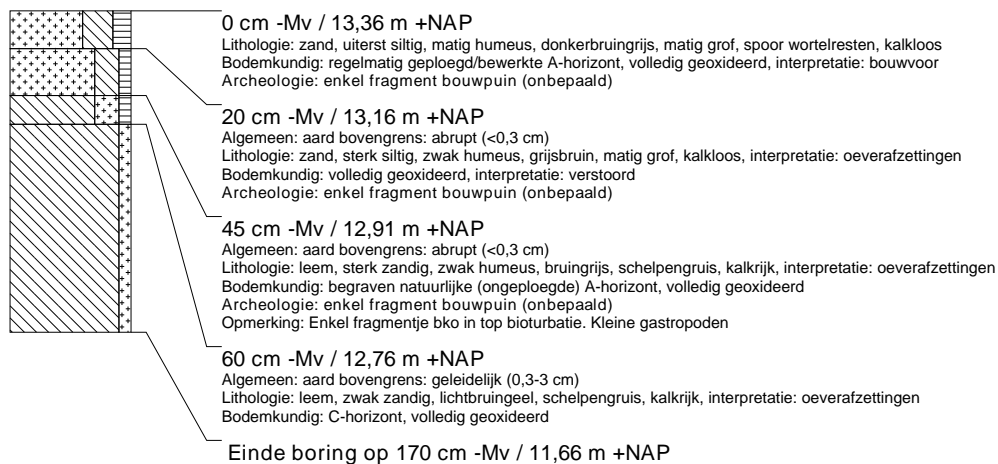 0 cm -Mv / 13,36 m +NAP
Lithologie: zand, uiterst siltig, matig humeus, donkerbruingrijs, matig grof, spoor wortelresten, kalkloos
Bodemkundig: regelmatig geploegd/bewerkte A-horizont, volledig geoxideerd, interpretatie: bouwvoor
Archeologie: enkel fragment bouwpuin (onbepaald)
20 cm -Mv / 13,16 m +NAP
Algemeen: aard bovengrens: abrupt (<0,3 cm)
Lithologie: zand, sterk siltig, zwak humeus, grijsbruin, matig grof, kalkloos, interpretatie: oeverafzettingen
Bodemkundig: volledig geoxideerd, interpretatie: verstoord
Archeologie: enkel fragment bouwpuin (onbepaald)
45 cm -Mv / 12,91 m +NAP
Algemeen: aard bovengrens: abrupt (<0,3 cm)
Lithologie: leem, sterk zandig, zwak humeus, bruingrijs, schelpengruis, kalkrijk, interpretatie: oeverafzettingen
Bodemkundig: begraven natuurlijke (ongeploegde) A-horizont, volledig geoxideerd
Archeologie: enkel fragment bouwpuin (onbepaald)
Opmerking: Enkel fragmentje bko in top bioturbatie. Kleine gastropoden
60 cm -Mv / 12,76 m +NAP
Algemeen: aard bovengrens: geleidelijk (0,3-3 cm)
Lithologie: leem, zwak zandig, lichtbruingeel, schelpengruis, kalkrijk, interpretatie: oeverafzettingen
Bodemkundig: C-horizont, volledig geoxideerd
Einde boring op 170 cm -Mv / 11,66 m +NAP